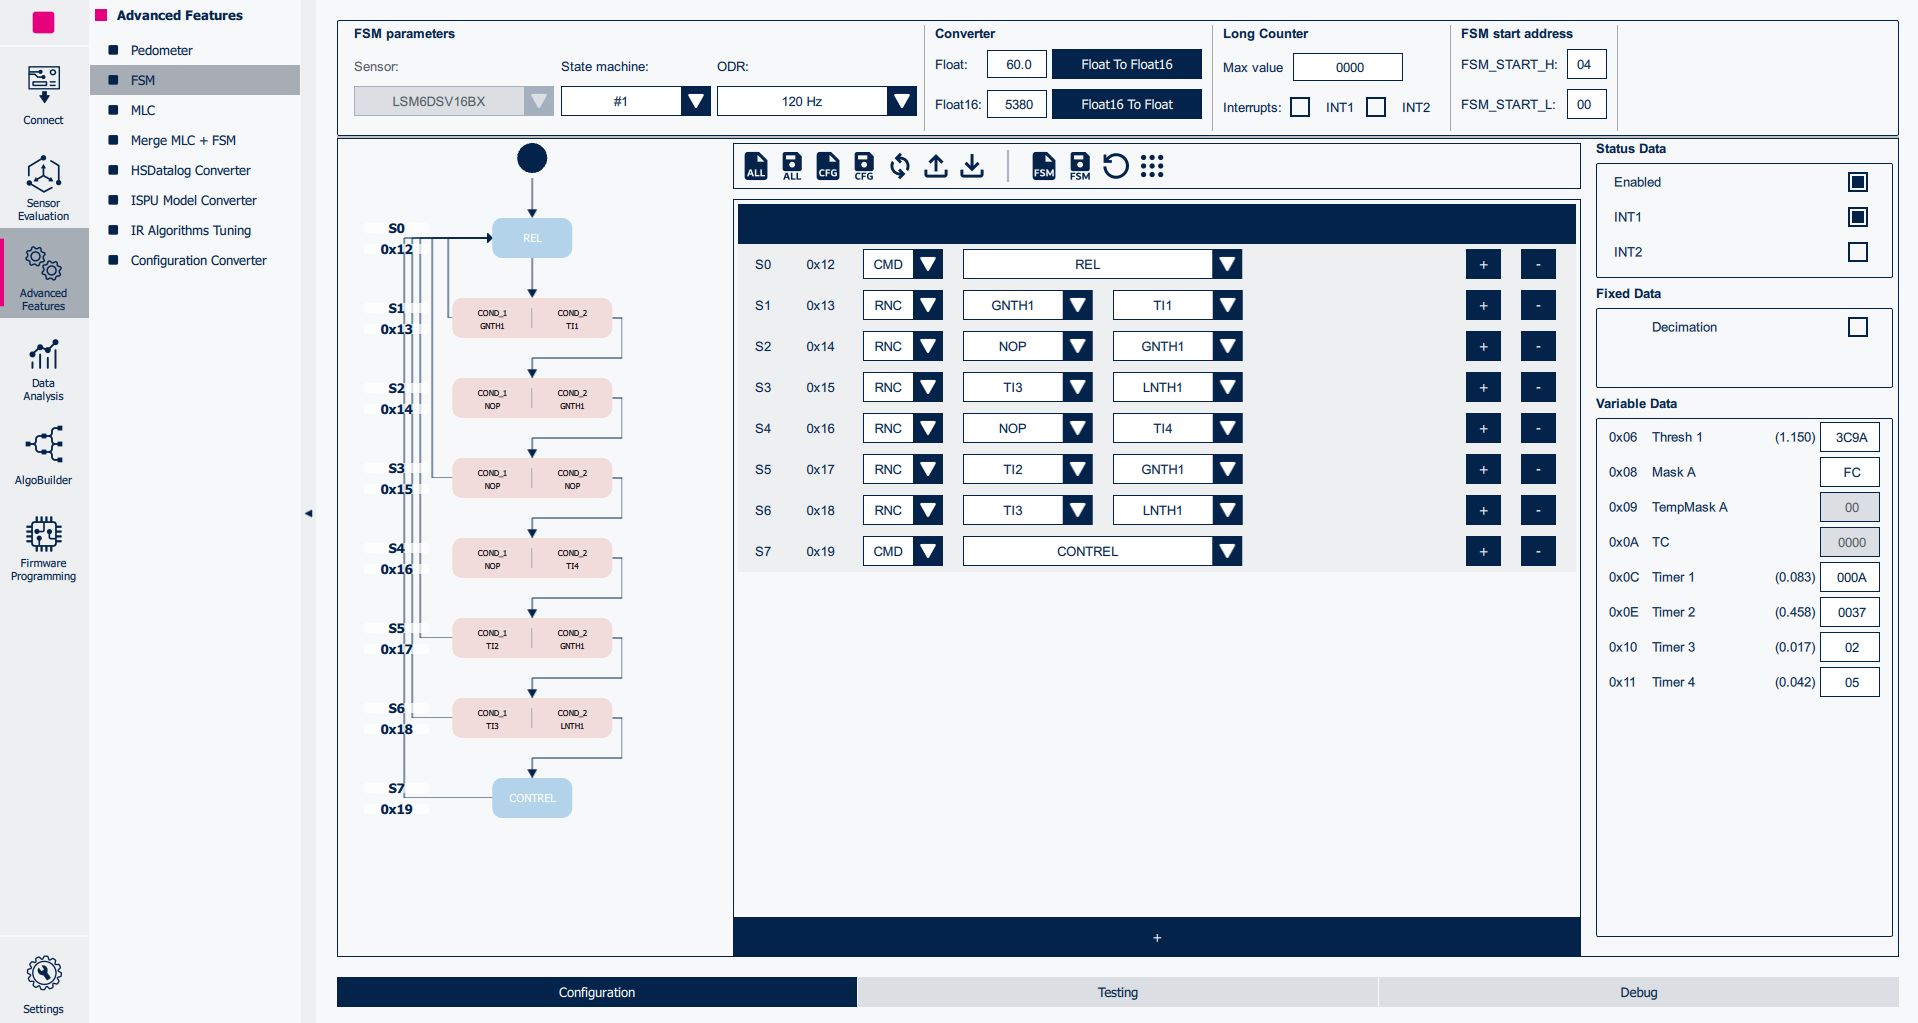 Connect
Sensor
Evaluation
Advanced
Features
Data
Analysis
AlgoBuilder
Firmware
Programming
Settings
Advanced Features
Pedometer
FSM
MLC
Merge MLC + FSM
HSDatalog Converter
ISPU Model Converter
IR Algorithms Tuning
Configuration Converter
FSM parameters
Sensor: State machine: ODR:
LSM6DSV16BX #1 120 Hz
Converter
Float: 60.0 Float To Float16
Float16: 5380 Float16 To Float
Long Counter
Max value 0000
Interrupts: INT1 INT2
FSM start address
FSM_START_H: 04
FSM_START_L: 00
S0
0x12
REL
S1
0x13
COND_1 COND_2
GNTH1 TI1
S2
0x14
COND_1 COND_2
NOP GNTH1
S3
0x15
COND_1 COND_2
NOP NOP
S4
0x16
COND_1 COND_2
NOP TI4
S5
0x17
COND_1 COND_2
TI2 GNTH1
S6
0x18
COND_1 COND_2
TI3 LNTH1
S7
0x19
CONTREL
ALL ALL CFG CFG FSM FSM
S0 0x12 CMD REL + -
S1 0x13 RNC GNTH1 TI1 + -
S2 0x14 RNC NOP GNTH1 + -
S3 0x15 RNC TI3 LNTH1 + -
S4 0x16 RNC NOP TI4 + -
S5 0x17 RNC TI2 GNTH1 + -
S6 0x18 RNC TI3 LNTH1 + -
S7 0x19 CMD CONTREL + -
+
Status Data
Enabled
INT1
INT2
Fixed Data
Decimation
Variable Data
0x06 Thresh 1 (1.150) 3C9A
0x08 Mask A FC
0x09 TempMask A 00
0x0A TC 0000
0x0C Timer 1 (0.083) 000A
0x0E Timer 2 (0.458) 0037
0x10 Timer 3 (0.017) 02
0x11 Timer 4 (0.042) 05
Configuration Testing Debug